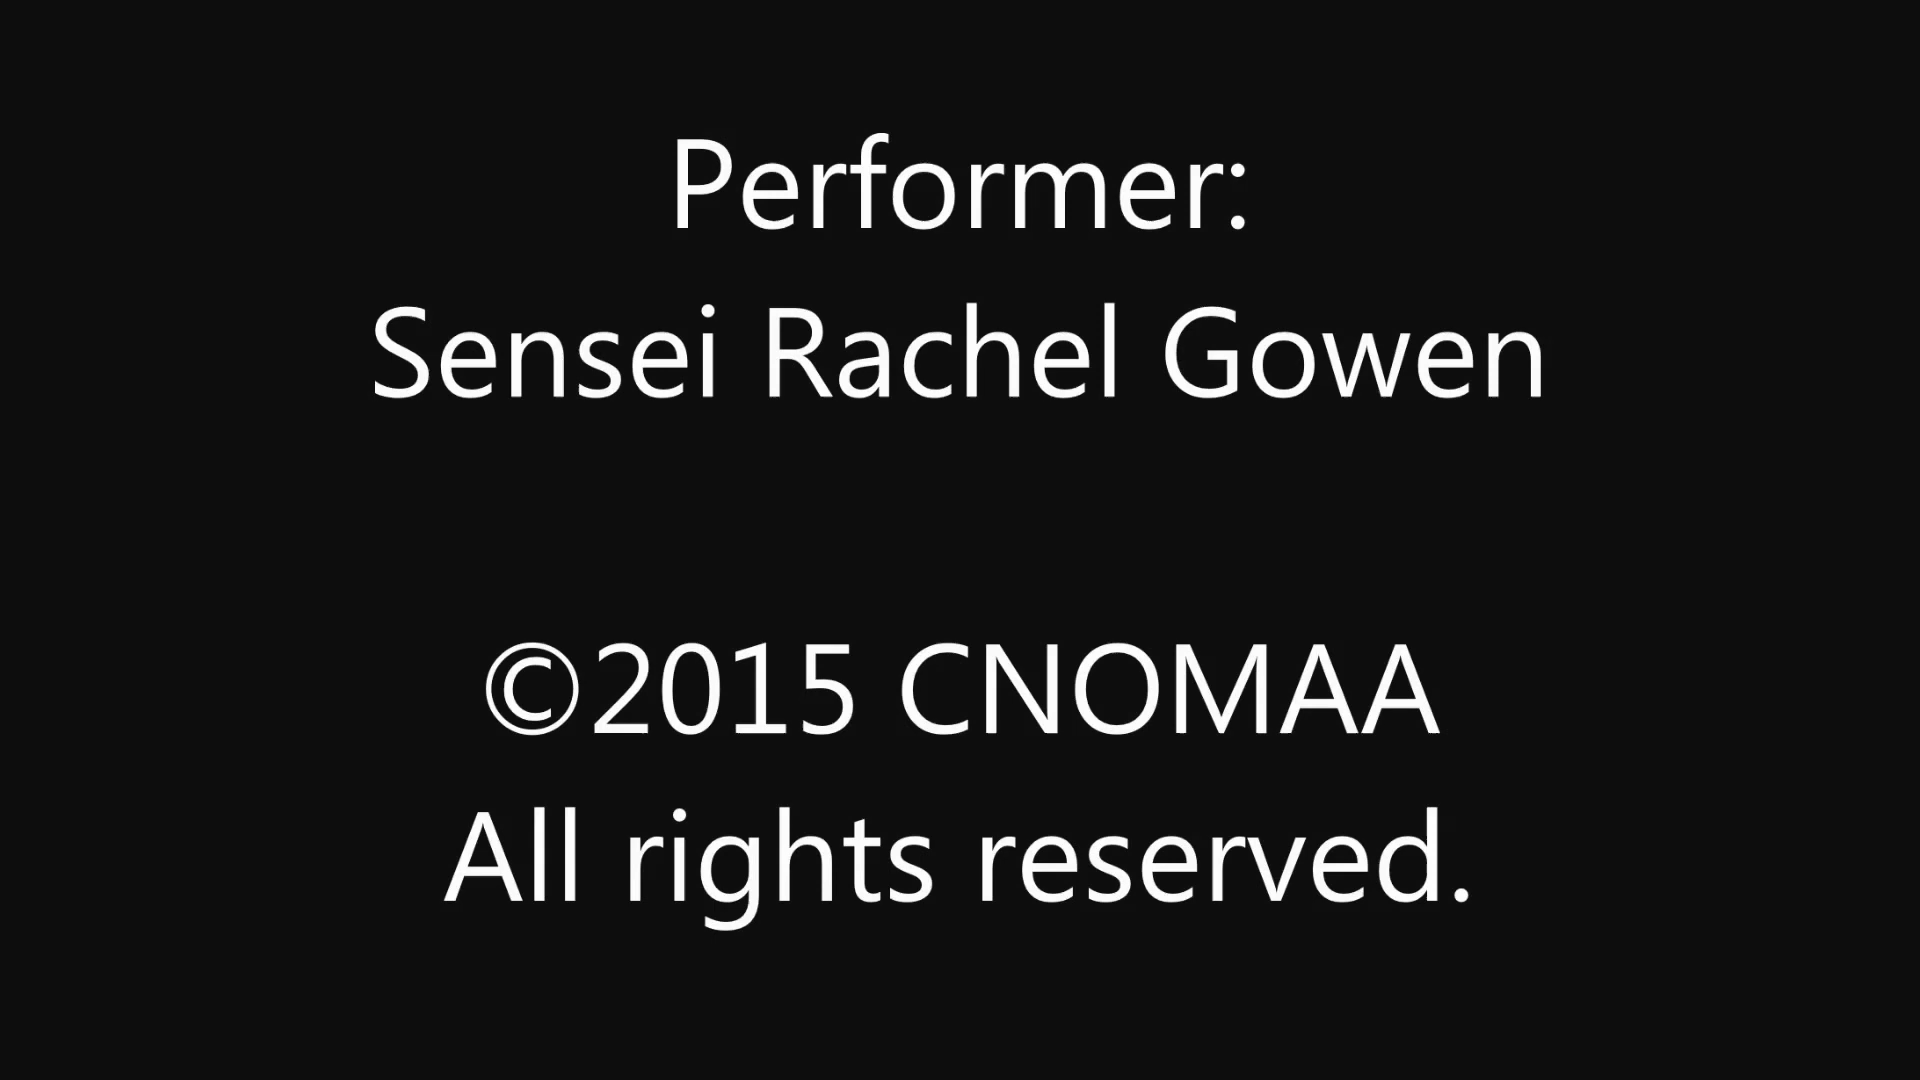 Performer:
Sensei Rachel Gowen
©2015 CNOMAA
All rights reserved.